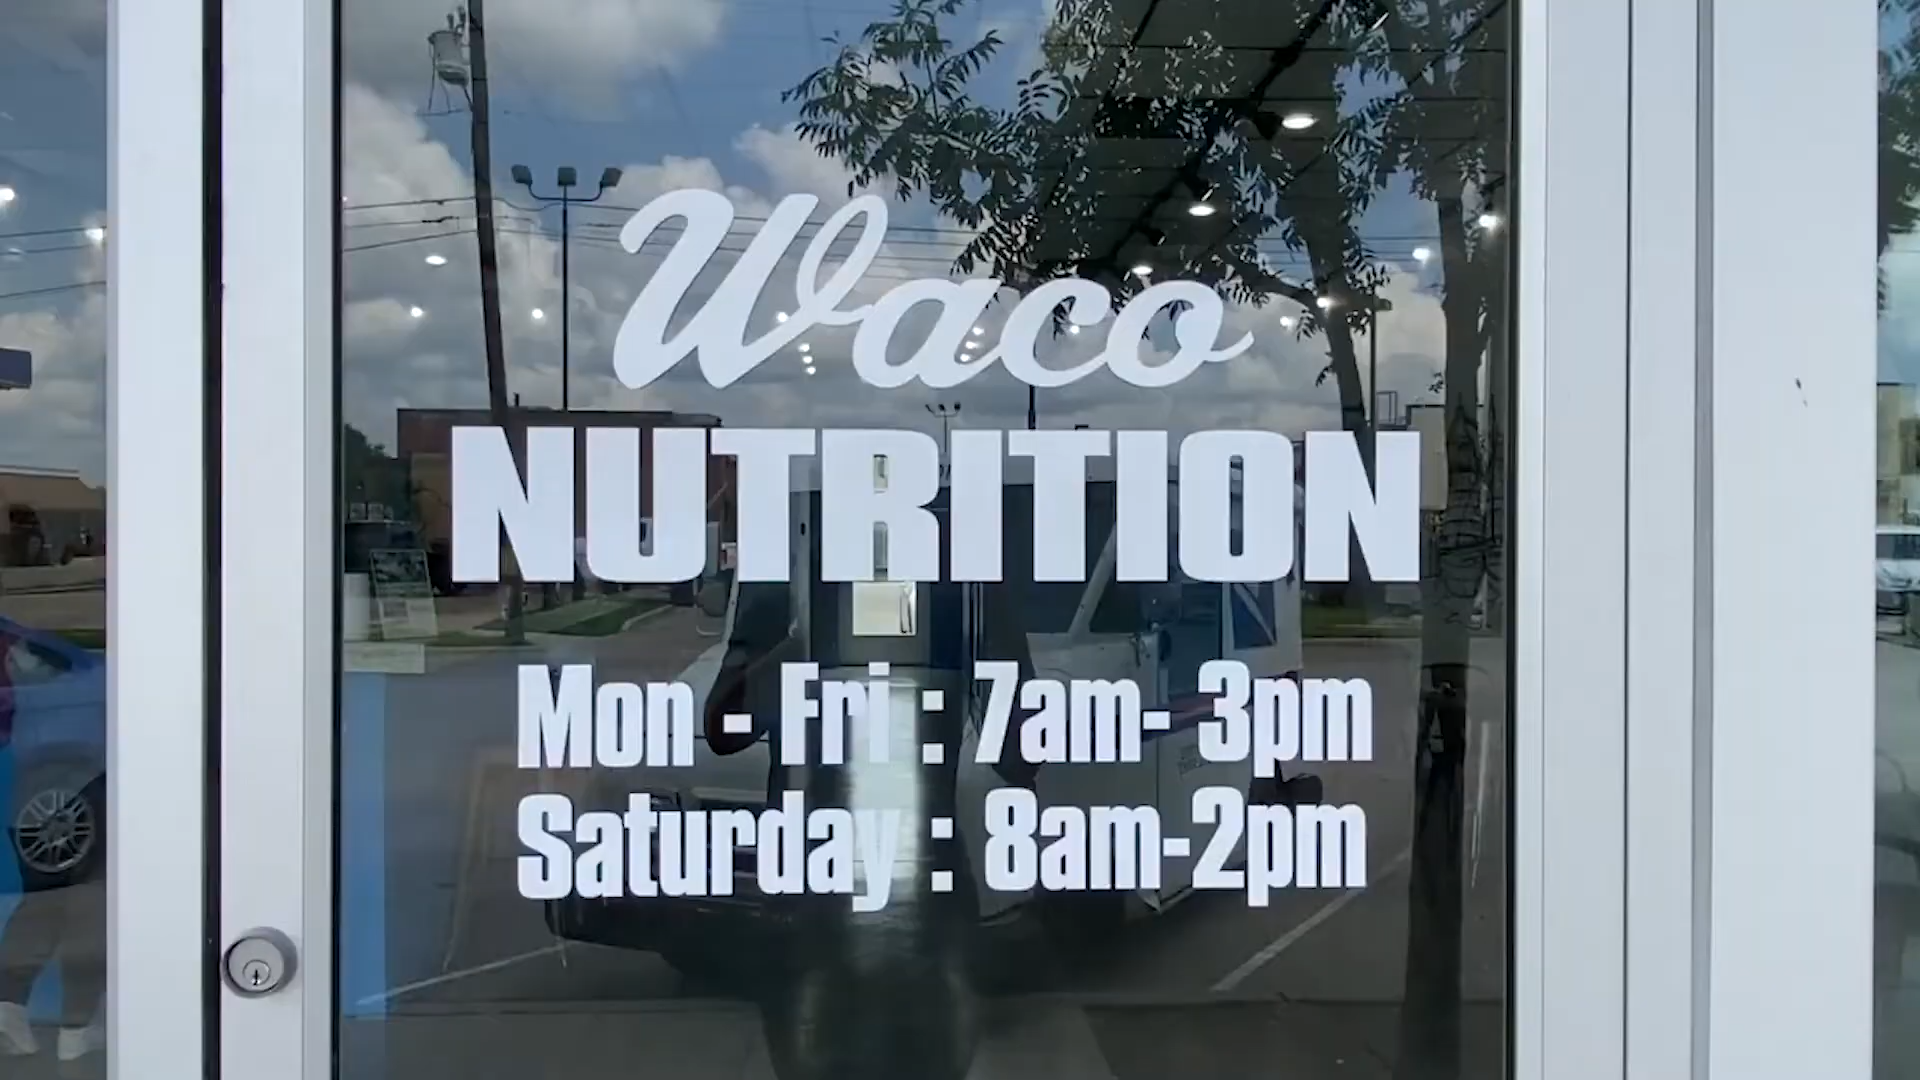 Waco
NUTRITION
Mon - Fri : 7am- 3pm
Saturday : 8am-2pm